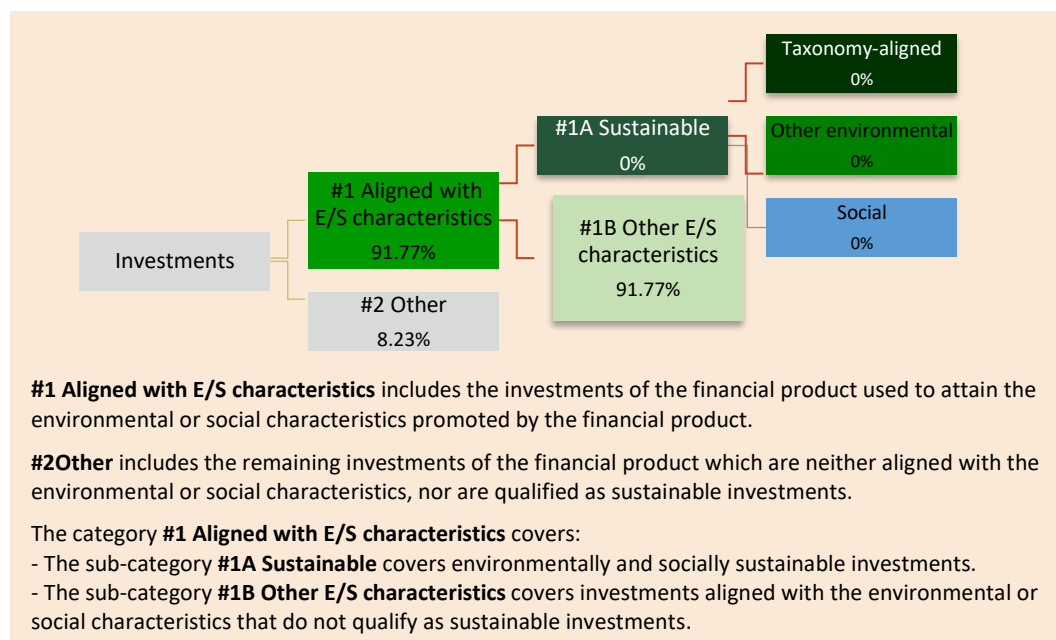 Taxonomy-aligned
0%
#1A Sustainable
0%
Other environmental
0%
#1 Aligned with
E/S characteristics
91.77%
#1B Other E/S
characteristics
91.77%
Social
0%
Investments
#2 Other
8.23%
#1 Aligned with E/S characteristics includes the investments of the financial product used to attain the
environmental or social characteristics promoted by the financial product.
#2Other includes the remaining investments of the financial product which are neither aligned with the
environmental or social characteristics, nor are qualified as sustainable investments.
The category #1 Aligned with E/S characteristics covers:
- The sub-category #1A Sustainable covers environmentally and socially sustainable investments.
- The sub-category #1B Other E/S characteristics covers investments aligned with the environmental or
social characteristics that do not qualify as sustainable investments.